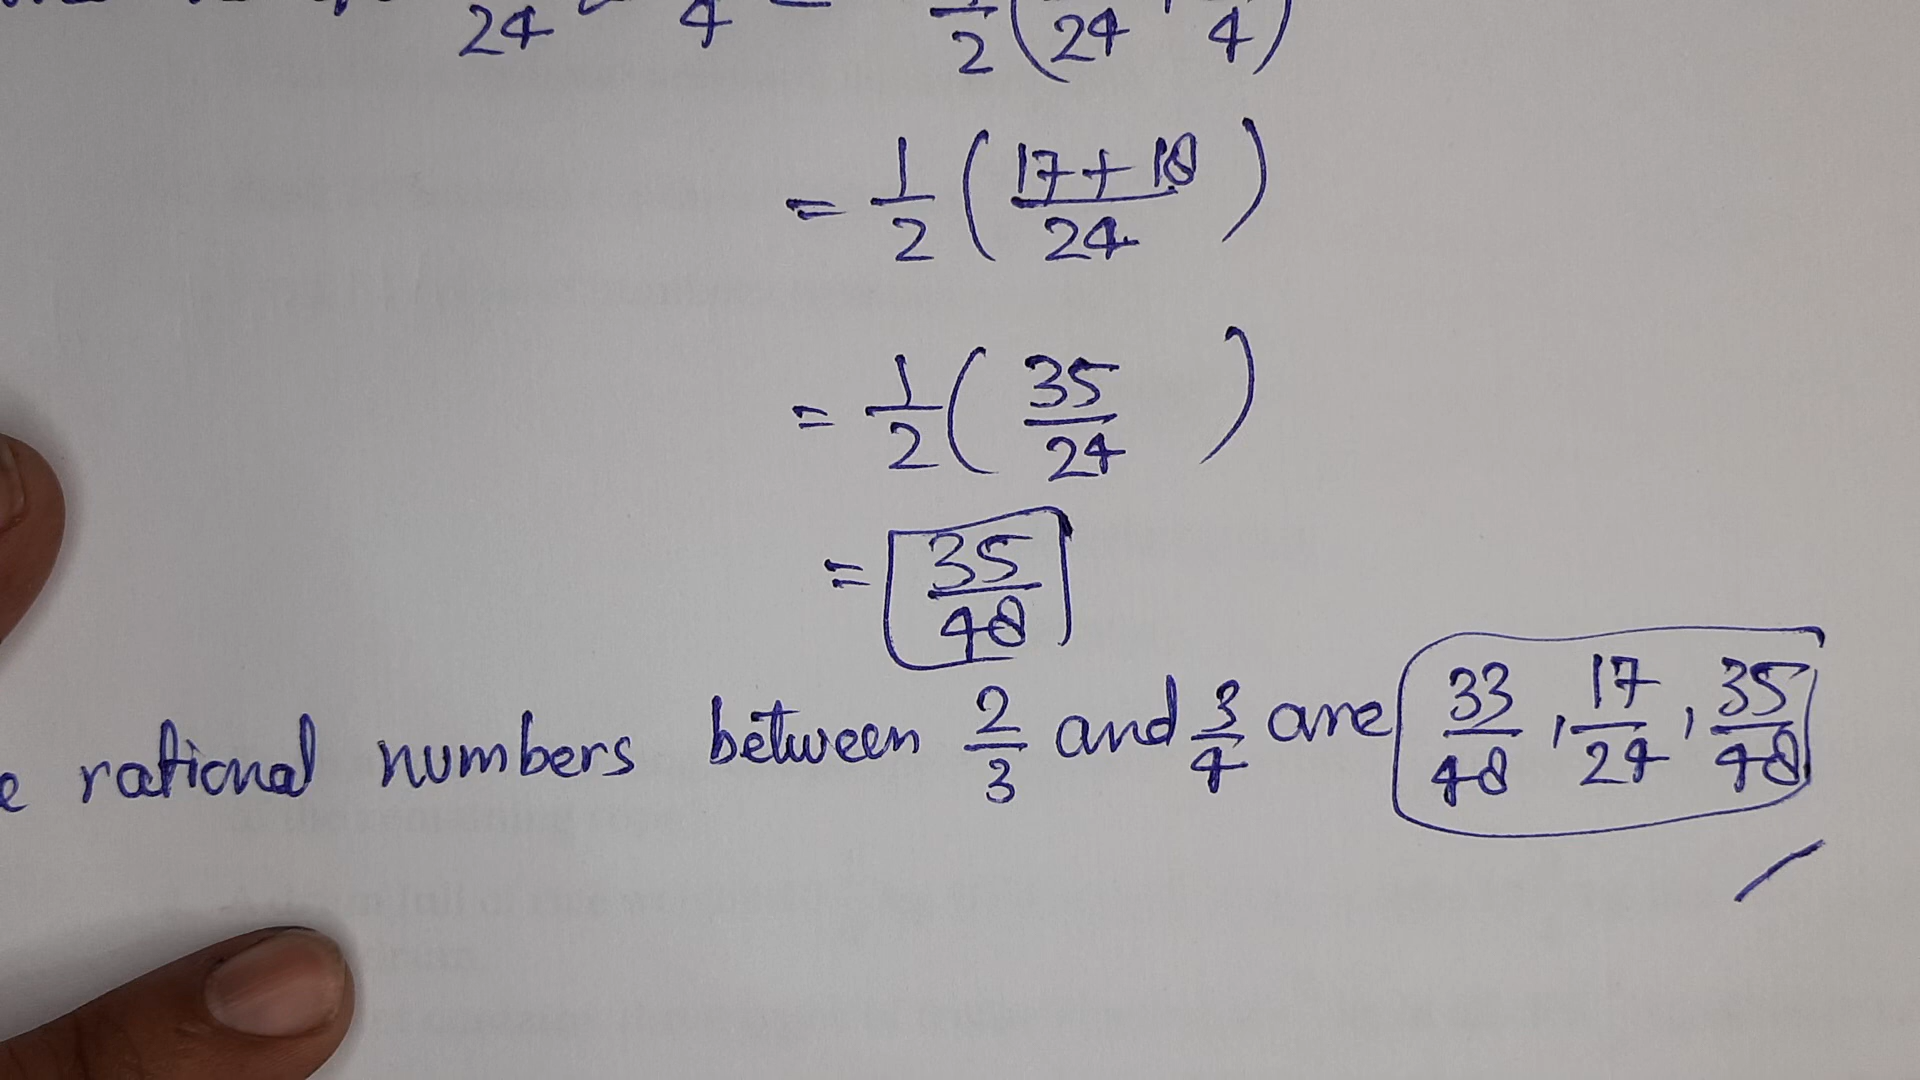 24 4 = 1/2 ( 24 + 4 )
= 1/2 ( 17+18 / 24 )
= 1/2 ( 35/24 )
= 35/48
rational numbers between 2/3 and 3/4 are 33/48 , 17/24 , 35/48